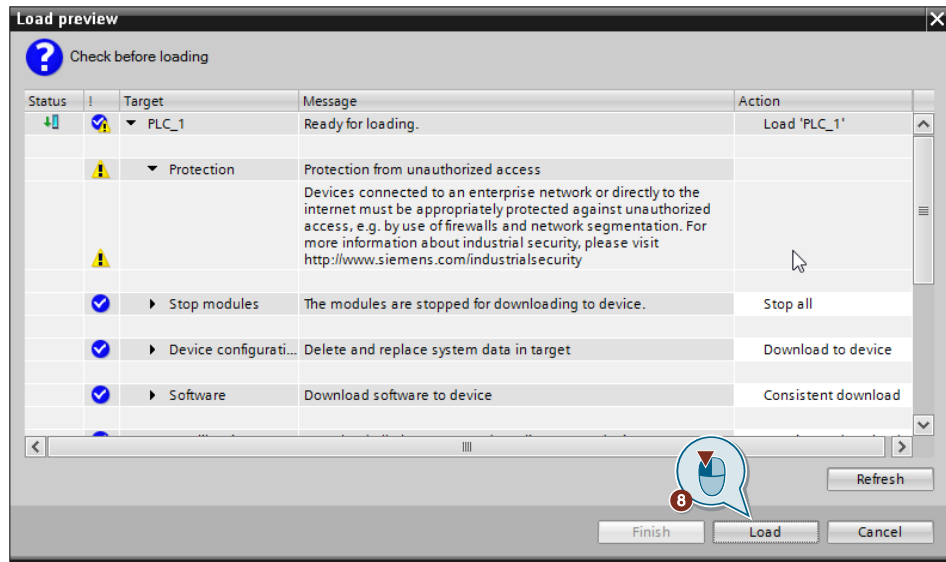 Load preview
Check before loading
Status ! Target Message Action
PLC_1 Ready for loading. Load 'PLC_1'
Protection Protection from unauthorized access
Devices connected to an enterprise network or directly to the
internet must be appropriately protected against unauthorized
access, e.g. by use of firewalls and network segmentation. For
more information about industrial security, please visit
http://www.siemens.com/industrialsecurity
Stop modules The modules are stopped for downloading to device. Stop all
Device configurati... Delete and replace system data in target Download to device
Software Download software to device Consistent download
Refresh
8
Finish Load Cancel